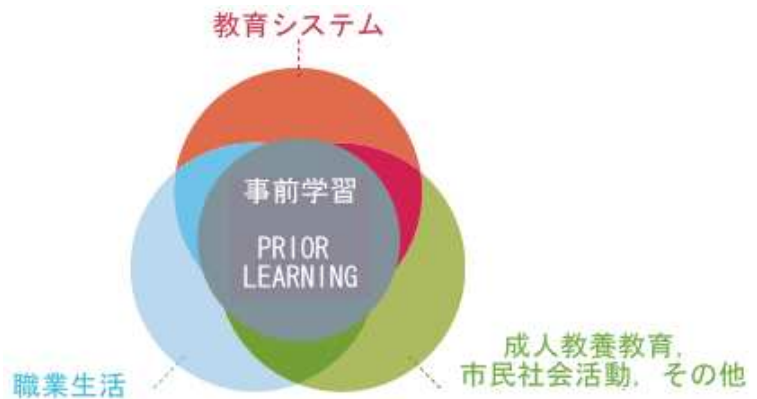 教育システム
事前学習
PRIOR
LEARNING
職業生活
成人教養教育,
市民社会活動, その他